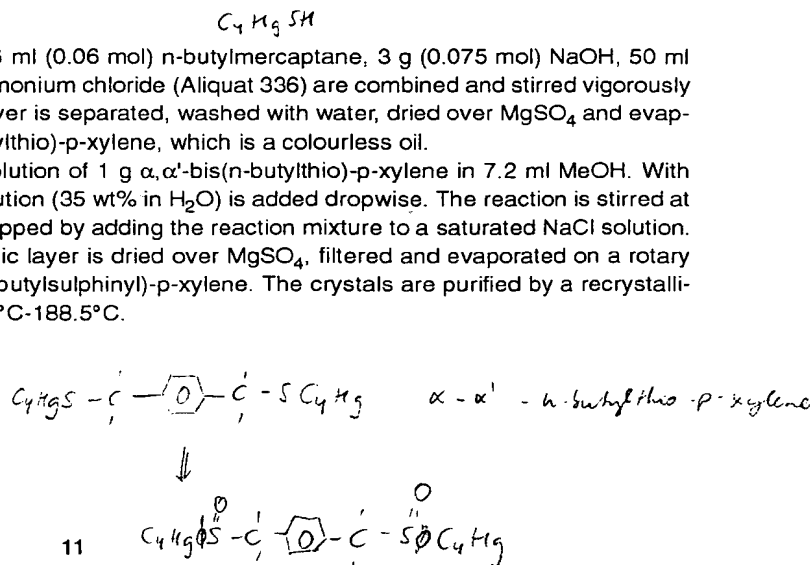 C4H9SH
6 ml (0.06 mol) n-butylmercaptane, 3 g (0.075 mol) NaOH, 50 ml
monium chloride (Aliquat 336) are combined and stirred vigorously
yer is separated, washed with water, dried over MgSO4 and evap-
ylthio)-p-xylene, which is a colourless oil.
olution of 1 g α,α'-bis(n-butylthio)-p-xylene in 7.2 ml MeOH. With
ution (35 wt% in H2O) is added dropwise. The reaction is stirred at
pped by adding the reaction mixture to a saturated NaCl solution.
ic layer is dried over MgSO4, filtered and evaporated on a rotary
butylsulphinyl)-p-xylene. The crystals are purified by a recrystalli-
°C-188.5°C.
C4H9S - C - O - C - S C4H9 α - α' - n-butylthio-p-xylene
⇓
O O
11 C4H9 S - C - O - C - S C4H9